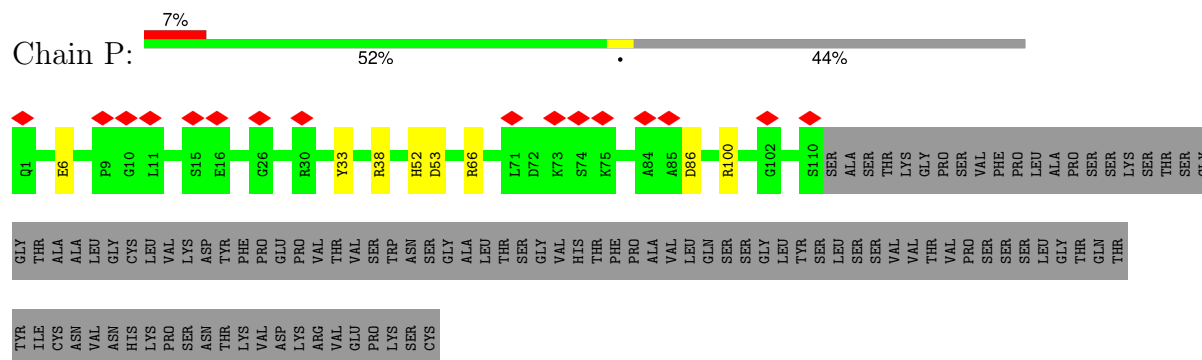 7%
Chain P:
52% • 44%
Q1 E6 P9 G10 L11 S15 E16 G26 R30 Y33 R38 H52 D53 R66 L71 D72 K73 S74 K75 A84 A85 D86 R100 G102 S110 SER ALA SER THR LYS GLY PRO SER VAL PHE PRO LEU ALA PRO SER SER LYS SER THR SER
GLY THR ALA ALA LEU GLY CYS LEU VAL LYS ASP TYR PHE PRO GLU PRO VAL THR VAL SER TRP ASN SER GLY ALA LEU THR SER GLY VAL HIS THR PHE PRO ALA VAL LEU GLN SER SER GLY LEU TYR SER LEU SER SER VAL VAL THR VAL PRO SER SER SER LEU GLY THR GLN THR
TYR ILE CYS ASN VAL ASN HIS LYS PRO SER ASN THR LYS VAL ASP LYS ARG VAL GLU PRO LYS SER CYS